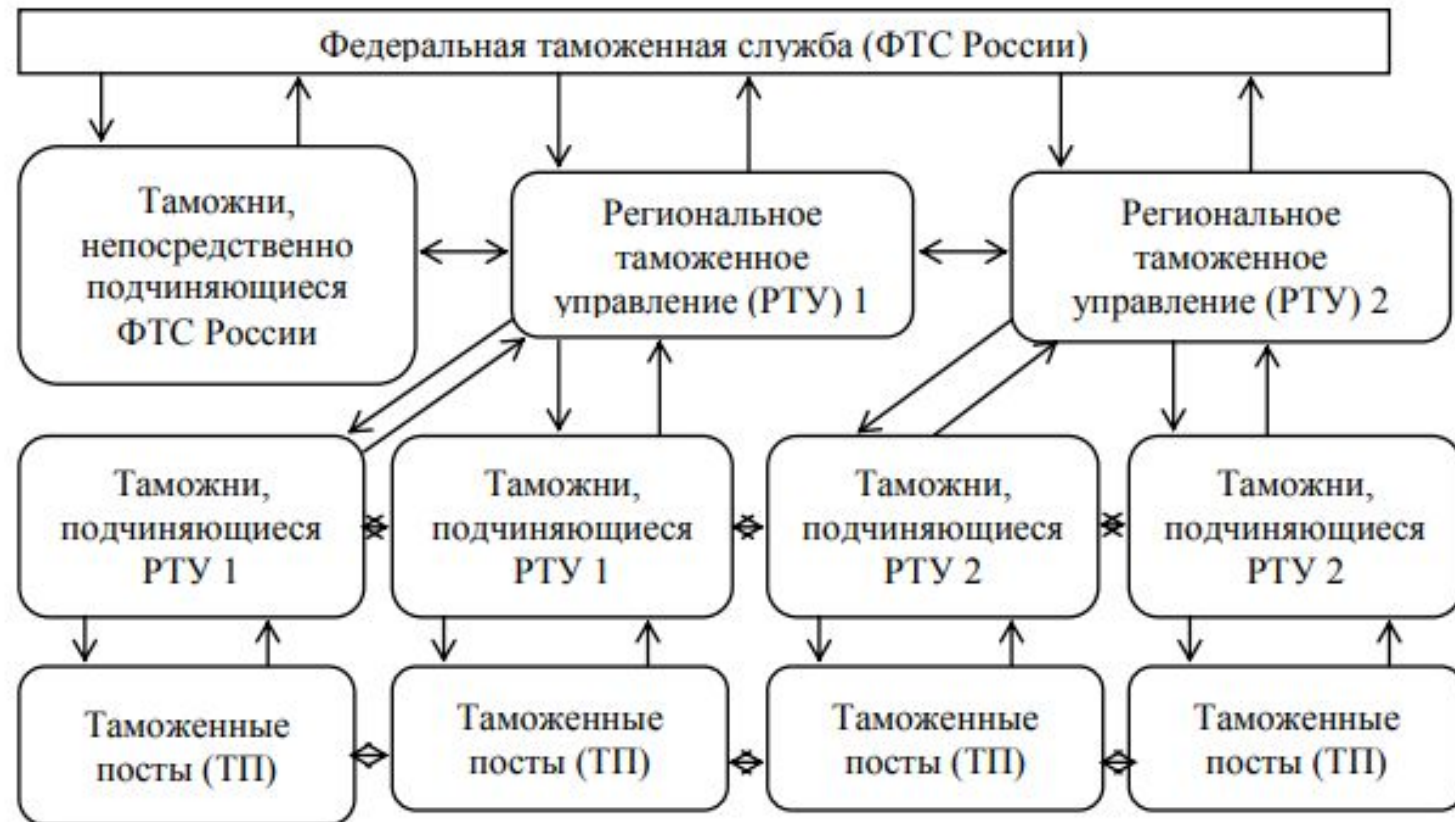 Федеральная таможенная служба (ФТС России)
Таможни,
непосредственно
подчиняющиеся
ФТС России
Региональное
таможенное
управление (РТУ) 1
Региональное
таможенное
управление (РТУ) 2
Таможни,
подчиняющиеся
РТУ 1
Таможни,
подчиняющиеся
РТУ 1
Таможни,
подчиняющиеся
РТУ 2
Таможни,
подчиняющиеся
РТУ 2
Таможенные
посты (ТП)
Таможенные
посты (ТП)
Таможенные
посты (ТП)
Таможенные
посты (ТП)